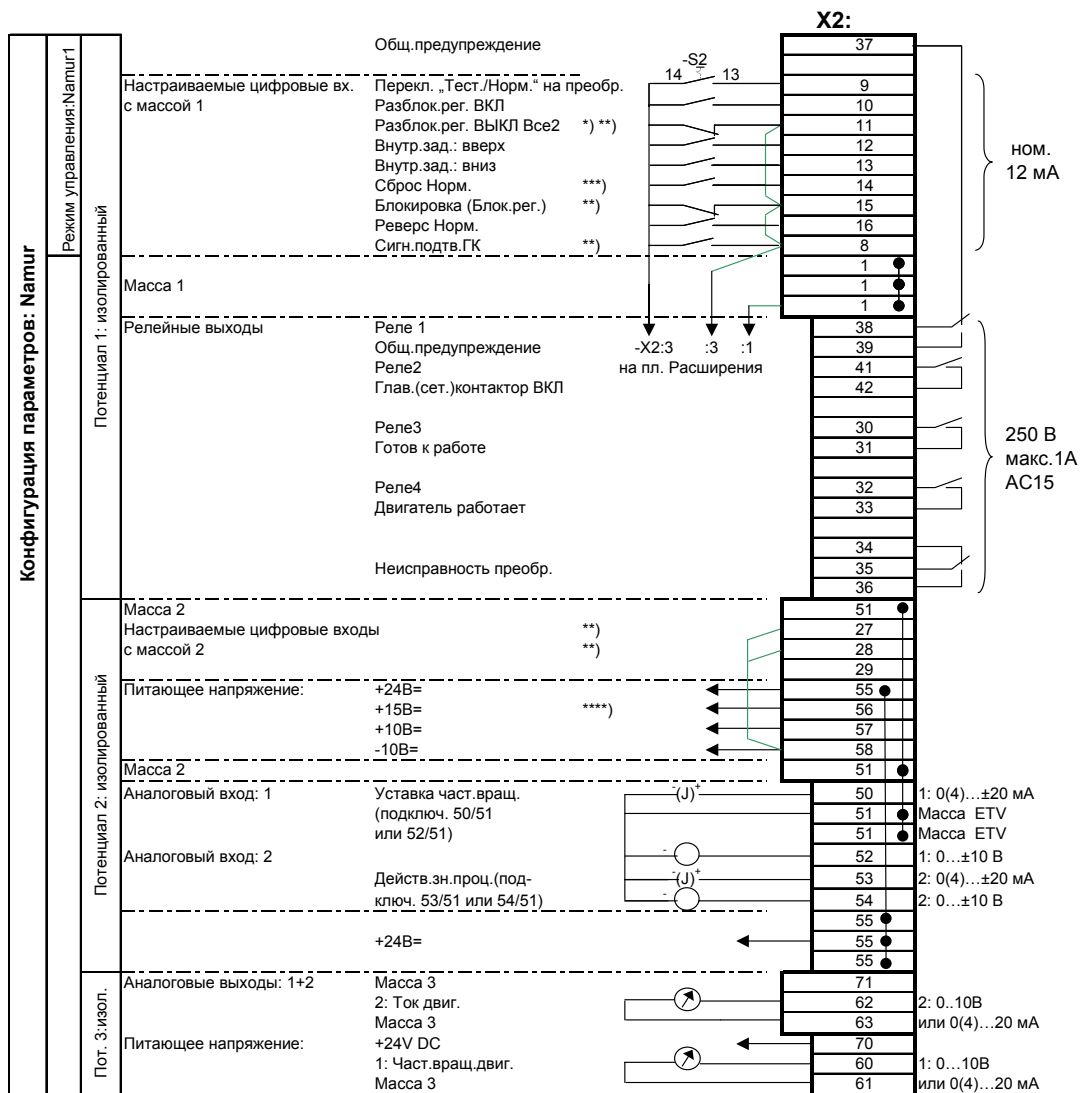 X2:
Общ.предупреждение 37
-S2
14 13
Настраиваемые цифровые вх. Перекл. „Тест./Норм.“ на преобр. 9
с массой 1 Разблок.рег. ВКЛ 10
Разблок.рег. ВЫКЛ Все2 *) **) 11
Внутр.зад.: вверх 12
Внутр.зад.: вниз 13
Сброс Норм. ***) 14
Блокировка (Блок.рег.) **) 15
Реверс Норм. 16
Сигн.подтв.ГК **) 8
ном.
12 мА
1
Масса 1 1
1
Релейные выходы Реле 1 38
Общ.предупреждение -X2:3 :3 :1 39
Реле2 на пл. Расширения 41
Глав.(сет.)контактор ВКЛ 42
Реле3 30
Готов к работе 31
250 В
макс.1А
АС15
Реле4 32
Двигатель работает 33
34
Неисправность преобр. 35
36
Масса 2 51
Настраиваемые цифровые входы **) 27
с массой 2 **) 28
29
Питающее напряжение: +24В= 55
+15В= ****) 56
+10В= 57
-10В= 58
Масса 2 51
Аналоговый вход: 1 Уставка част.вращ. -(J)+ 50 1: 0(4)…±20 мА
(подключ. 50/51 51 Масса ETV
или 52/51) 51 Масса ETV
Аналоговый вход: 2 - 52 1: 0…±10 В
Действ.зн.проц.(под- -(J)+ 53 2: 0(4)…±20 мА
ключ. 53/51 или 54/51) - 54 2: 0…±10 В
55
+24В= 55
55
Аналоговые выходы: 1+2 Масса 3 71
2: Ток двиг. 62 2: 0..10В
Масса 3 63 или 0(4)…20 мА
Питающее напряжение: +24V DC 70
1: Част.вращ.двиг. 60 1: 0…10В
Масса 3 61 или 0(4)…20 мА
Конфигурация параметров: Namur
Режим управления:Namur1
Потенциал 1: изолированный
Потенциал 2: изолированный
Пот. 3:изол.